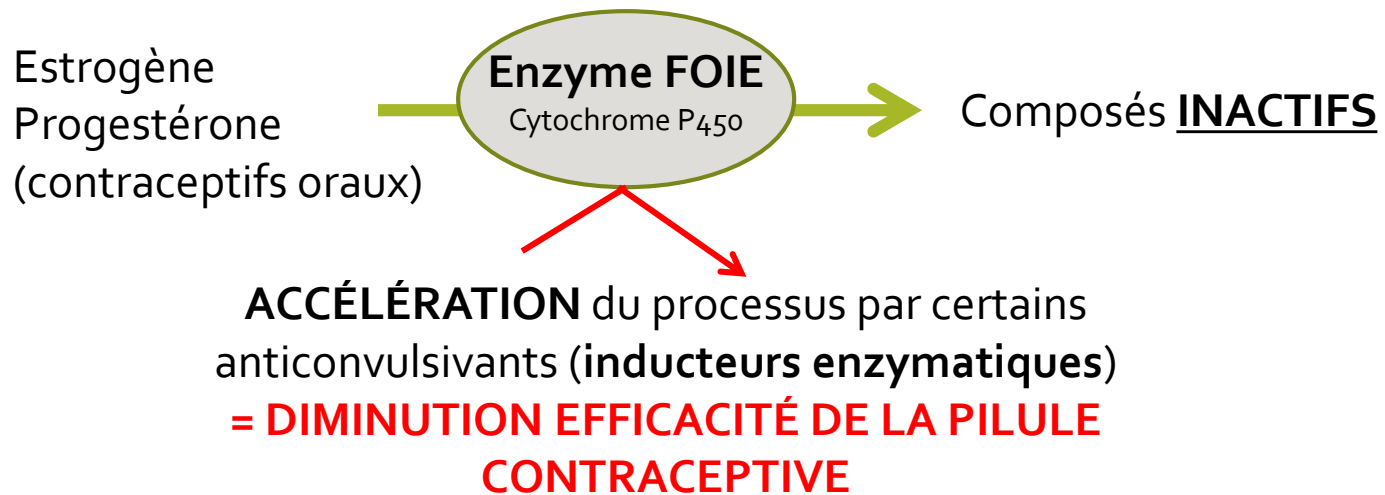 Estrogène
Progestérone
(contraceptifs oraux)
Enzyme FOIE
Cytochrome P450
Composés INACTIFS
ACCÉLÉRATION du processus par certains
anticonvulsivants (inducteurs enzymatiques)
= DIMINUTION EFFICACITÉ DE LA PILULE
CONTRACEPTIVE